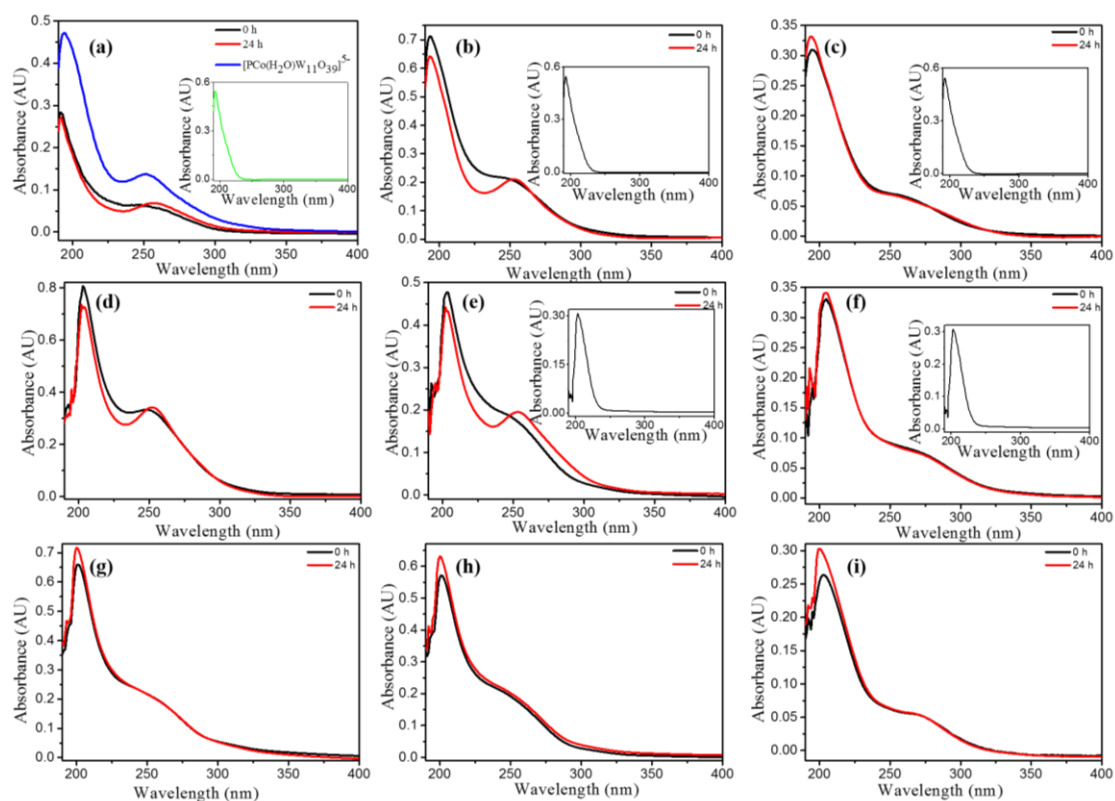 (a)
0 h
24 h
[PCo(H2O)W11O39]5-
Absorbance (AU)
0.5
0.4
0.3
0.2
0.1
0.0
200 250 300 350 400
Wavelength (nm)
Absorbance (AU)
0.6
0.3
0.0
200 300 400
Wavelength (nm)
(b)
0 h
24 h
Absorbance (AU)
0.7
0.6
0.5
0.4
0.3
0.2
0.1
0.0
200 250 300 350 400
Wavelength (nm)
Absorbance (AU)
0.6
0.3
0.0
200 300 400
Wavelength (nm)
(c)
0 h
24 h
Absorbance (AU)
0.35
0.30
0.25
0.20
0.15
0.10
0.05
0.00
200 250 300 350 400
Wavelength (nm)
Absorbance (AU)
0.6
0.3
0.0
200 300 400
Wavelength (nm)
(d)
0 h
24 h
Absorbance (AU)
0.8
0.6
0.4
0.2
0.0
200 250 300 350 400
Wavelength (nm)
(e)
0 h
24 h
Absorbance (AU)
0.5
0.4
0.3
0.2
0.1
0.0
200 250 300 350 400
Wavelength (nm)
Absorbance (AU)
0.30
0.15
0.00
200 300 400
Wavelength (nm)
(f)
0 h
24 h
Absorbance (AU)
0.35
0.30
0.25
0.20
0.15
0.10
0.05
0.00
200 250 300 350 400
Wavelength (nm)
Absorbance (AU)
0.3
0.2
0.1
0.0
200 300 400
Wavelength (nm)
(g)
0 h
24 h
Absorbance (AU)
0.7
0.6
0.5
0.4
0.3
0.2
0.1
0.0
200 250 300 350 400
Wavelength (nm)
(h)
0 h
24 h
Absorbance (AU)
0.7
0.6
0.5
0.4
0.3
0.2
0.1
0.0
200 250 300 350 400
Wavelength (nm)
(i)
0 h
24 h
Absorbance (AU)
0.30
0.25
0.20
0.15
0.10
0.05
0.00
200 250 300 350 400
Wavelength (nm)